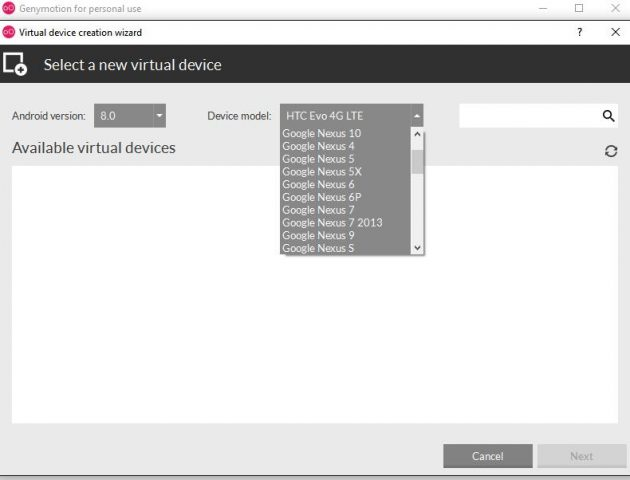 Genymotion for personal use
Virtual device creation wizard ?
Select a new virtual device
Android version: 8.0 Device model: HTC Evo 4G LTE
Google Nexus 10
Google Nexus 4
Google Nexus 5
Google Nexus 5X
Google Nexus 6
Google Nexus 6P
Google Nexus 7
Google Nexus 7 2013
Google Nexus 9
Google Nexus S
Available virtual devices
Cancel Next